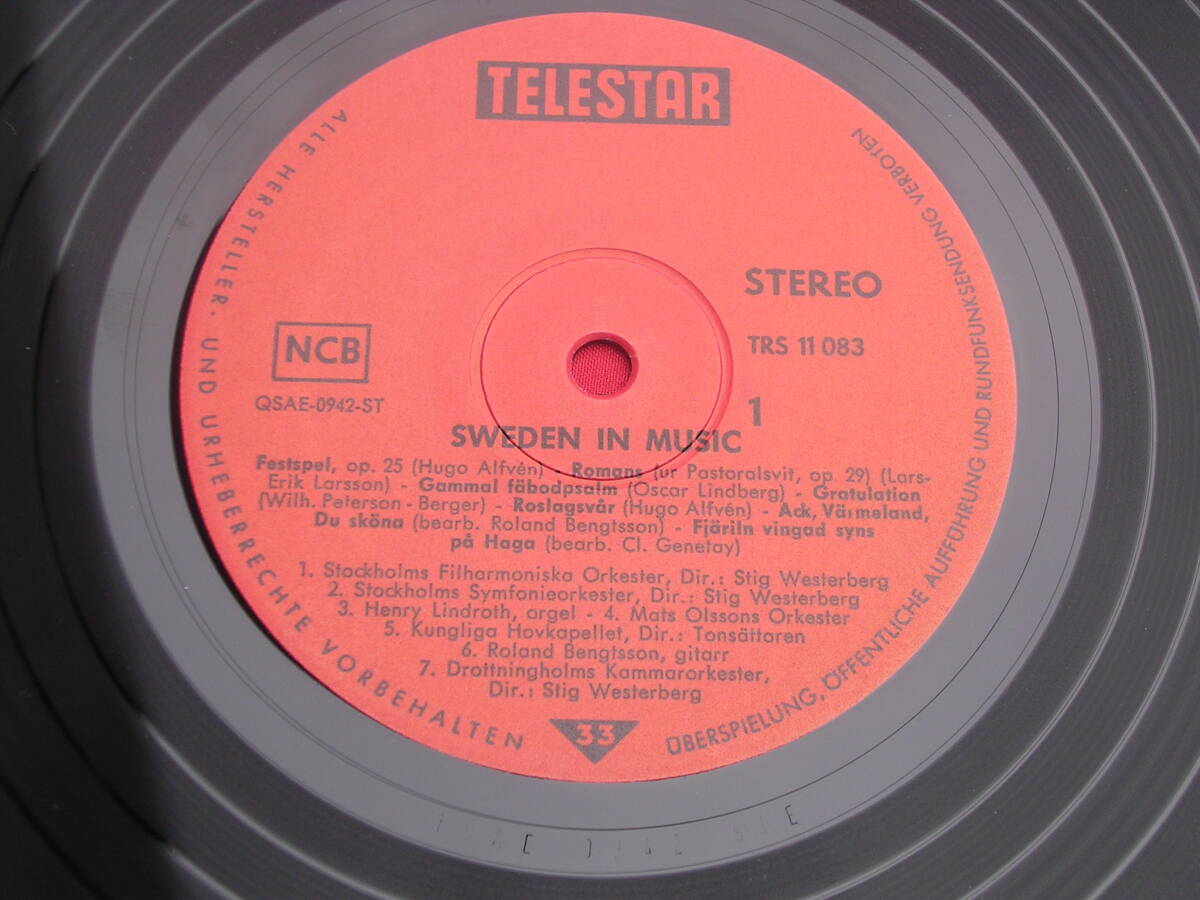 TELESTAR
STEREO
NCB
TRS 11 083
QSAE-0942-ST
1
SWEDEN IN MUSIC
Festspel, op. 25 (Hugo Alfvén) - Romans (ur Pastoralsvit, op. 29) (Lars-
Erik Larsson) - Gammal fäbodpsalm (Oscar Lindberg) - Gratulation
(Wilh. Peterson - Berger) - Roslagsvår (Hugo Alfvén) - Ack, Värmeland,
Du sköna (bearb. Roland Bengtsson) - Fjäriln vingad syns
på Haga (bearb. Cl. Genetay)
1. Stockholms Filharmoniska Orkester, Dir.: Stig Westerberg
2. Stockholms Symfonieorkester, Dir.: Stig Westerberg
3. Henry Lindroth, orgel - 4. Mats Olssons Orkester
5. Kungliga Hovkapellet, Dir.: Tonsättaren
6. Roland Bengtsson, gitarr
7. Drottningholms Kammarorkester,
Dir.: Stig Westerberg
33
ALLE HERSTELLER- UND URHEBERRECHTE VORBEHALTEN
ÜBERSPIELUNG, ÖFFENTLICHE AUFFÜHRUNG UND RUNDFUNKSENDUNG VERBOTEN